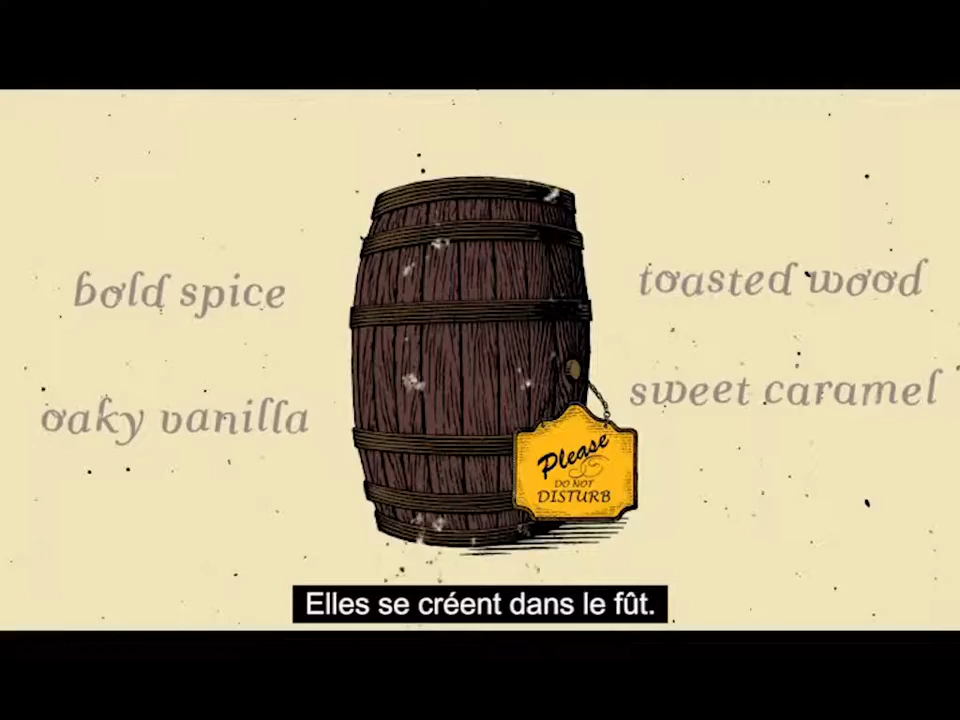 bold spice
toasted wood
oaky vanilla
sweet caramel
Please
DO NOT
DISTURB
Elles se créent dans le fût.